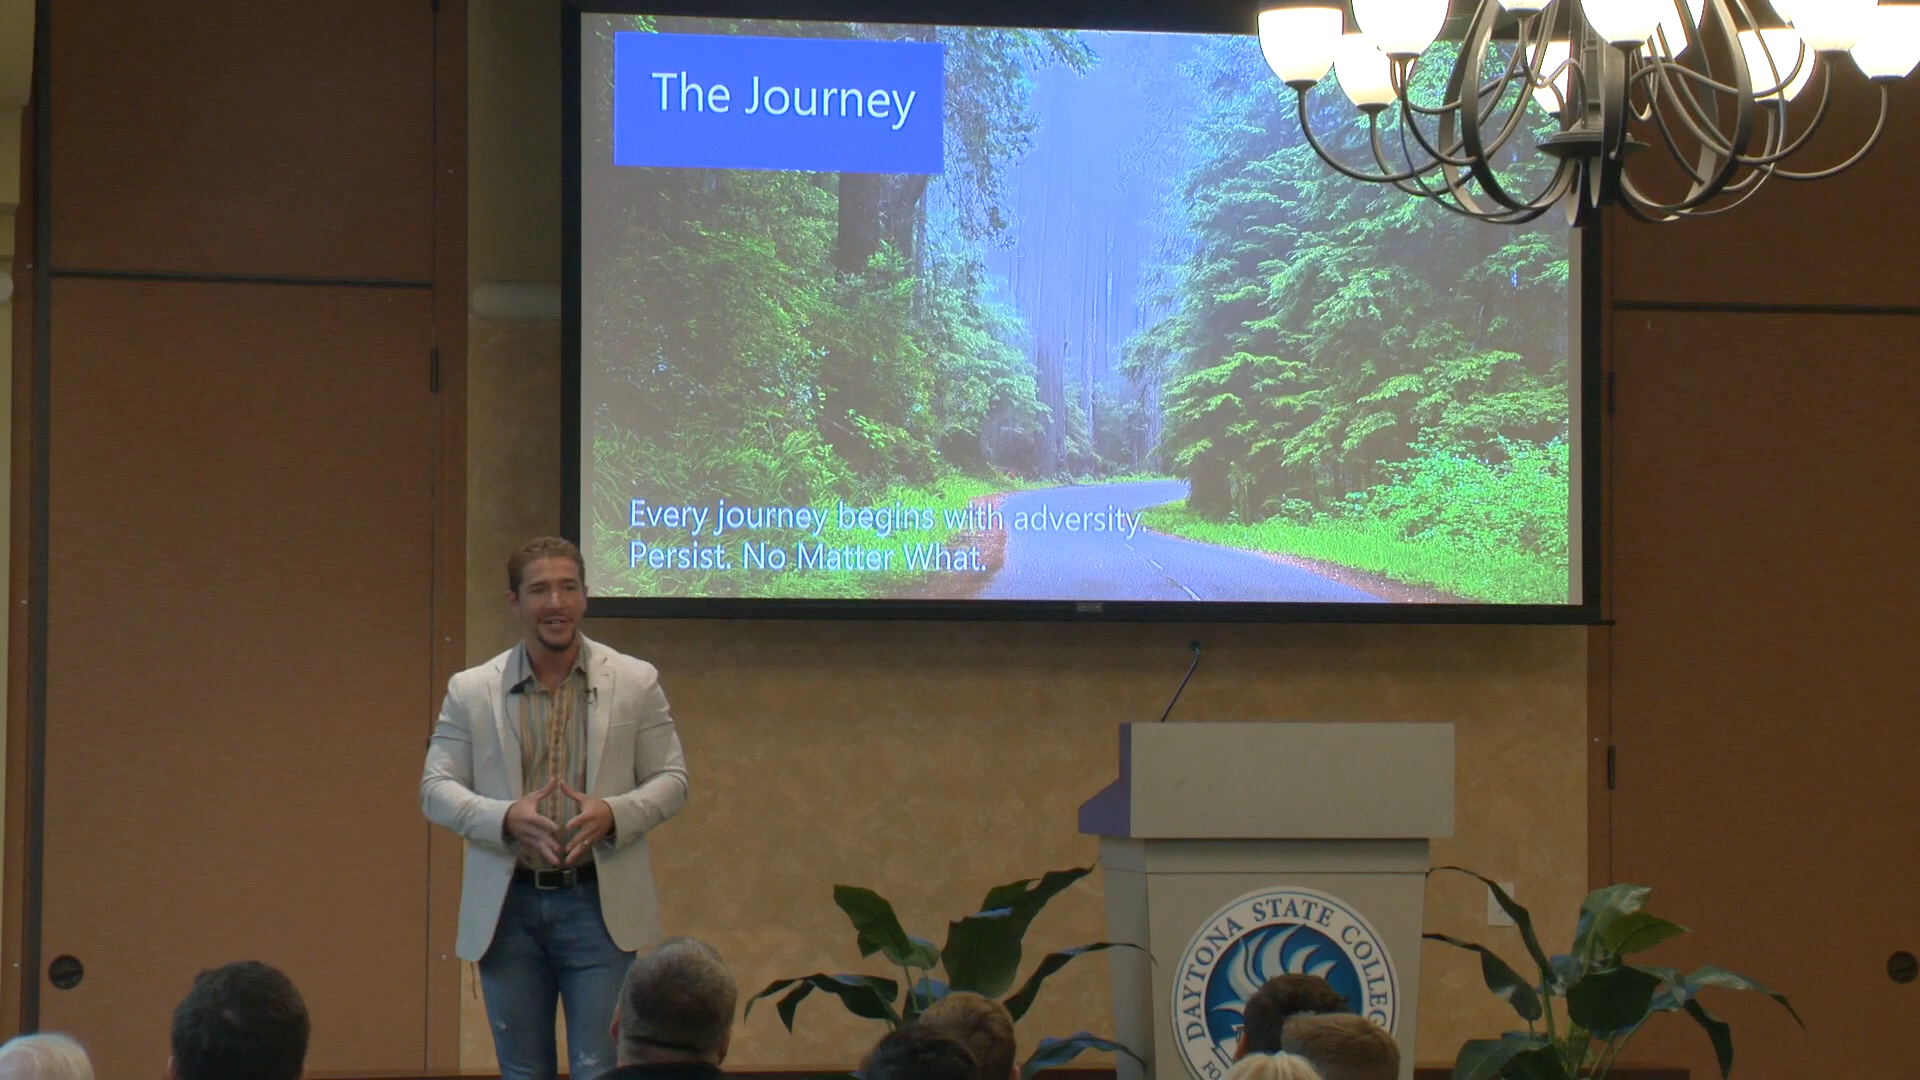 The Journey
Every journey begins with adversity.
Persist. No Matter What.
DAYTONA STATE COLLEGE